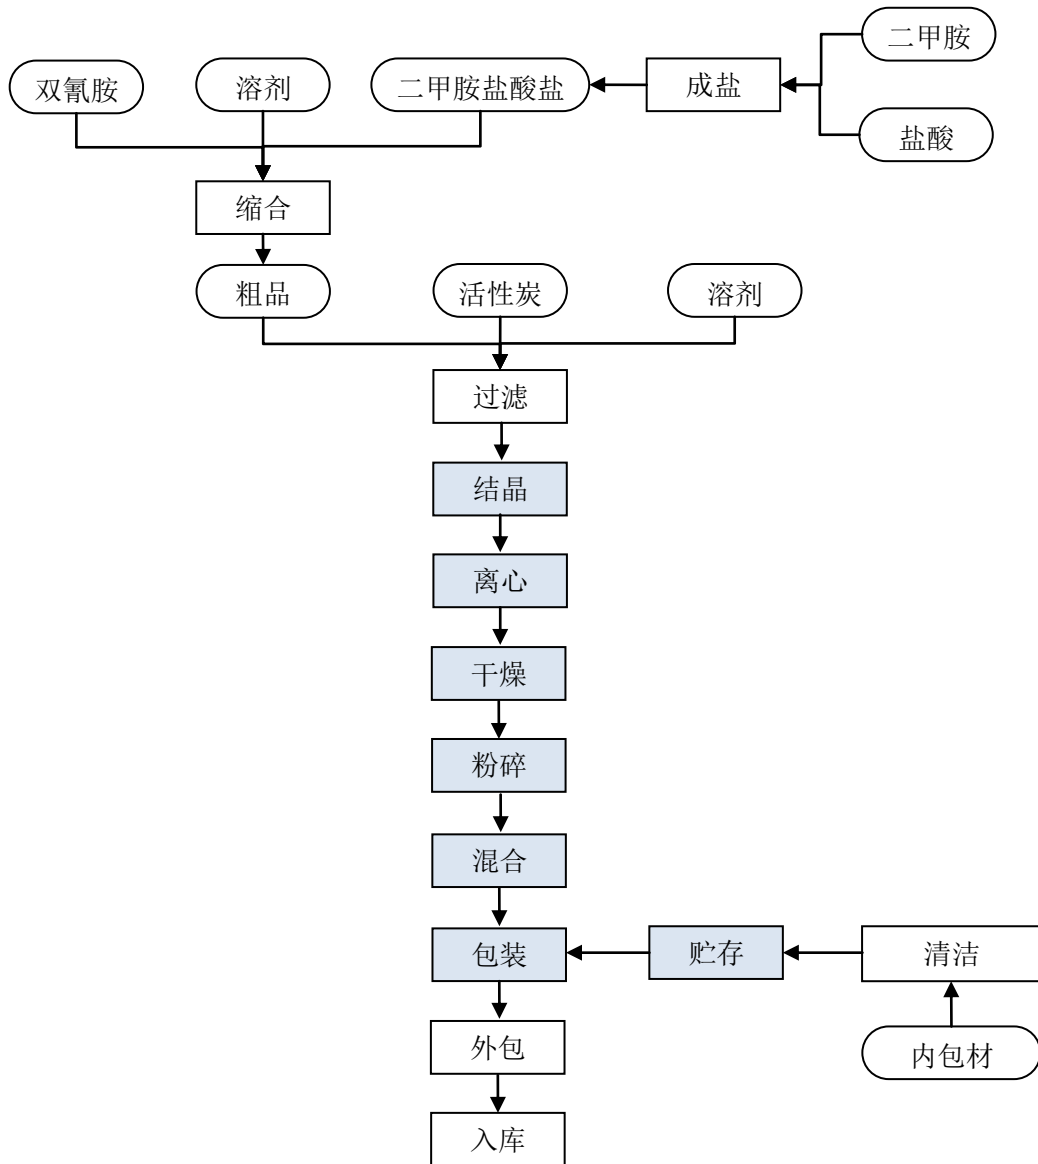 二甲胺
双氰胺
溶剂
二甲胺盐酸盐
成盐
盐酸
缩合
粗品
活性炭
溶剂
过滤
结晶
离心
干燥
粉碎
混合
包装
贮存
清洁
外包
内包材
入库